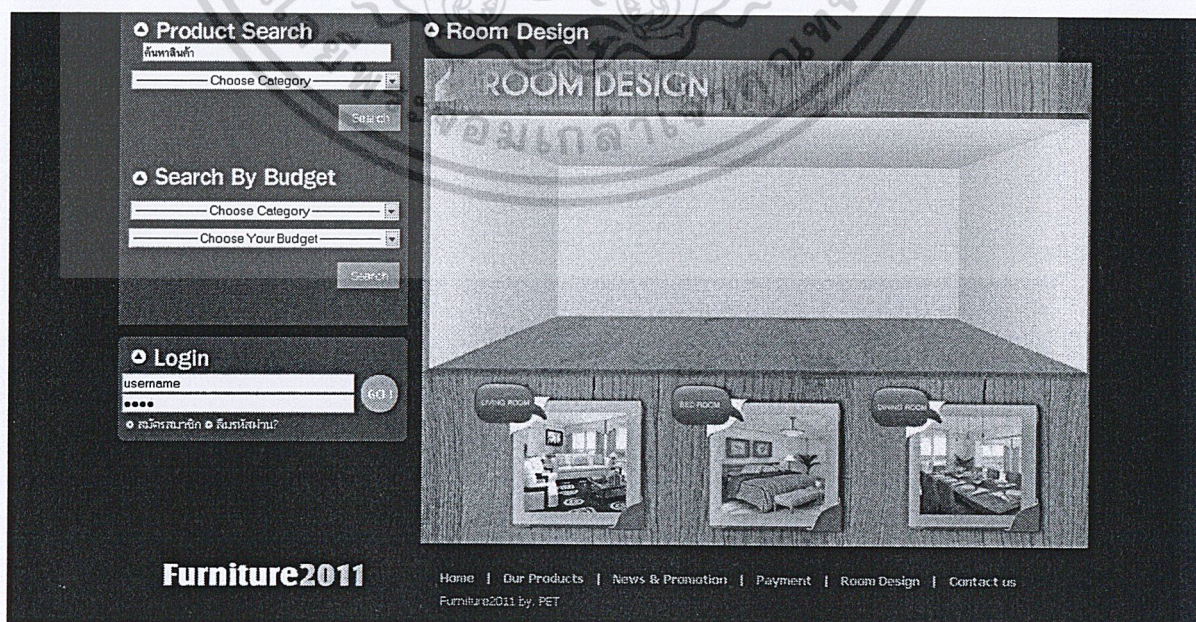 Product Search
ค้นหาสินค้า
Choose Category
Search
Search By Budget
Choose Category
Choose Your Budget
Search
Login
username
GO !
สมัครสมาชิก ลืมรหัสผ่าน?
Room Design
ROOM DESIGN
LIVING ROOM
BED ROOM
DINING ROOM
Furniture2011
Home | Our Products | News & Promotion | Payment | Room Design | Contact us
Furniture2011 by. PET